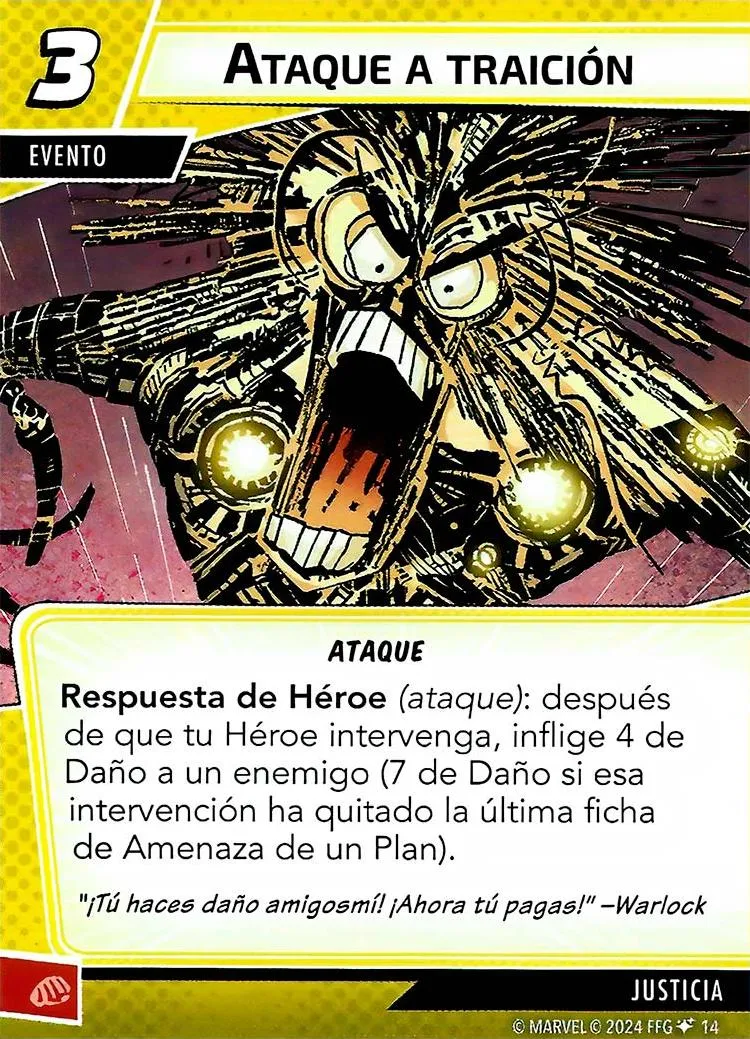 3
ATAQUE A TRAICIÓN
EVENTO
ATAQUE
Respuesta de Héroe (ataque): después
de que tu Héroe intervenga, inflige 4 de
Daño a un enemigo (7 de Daño si esa
intervención ha quitado la última ficha
de Amenaza de un Plan).
"¡Tú haces daño amigosmí! ¡Ahora tú pagas!" –Warlock
JUSTICIA
© MARVEL © 2024 FFG 14